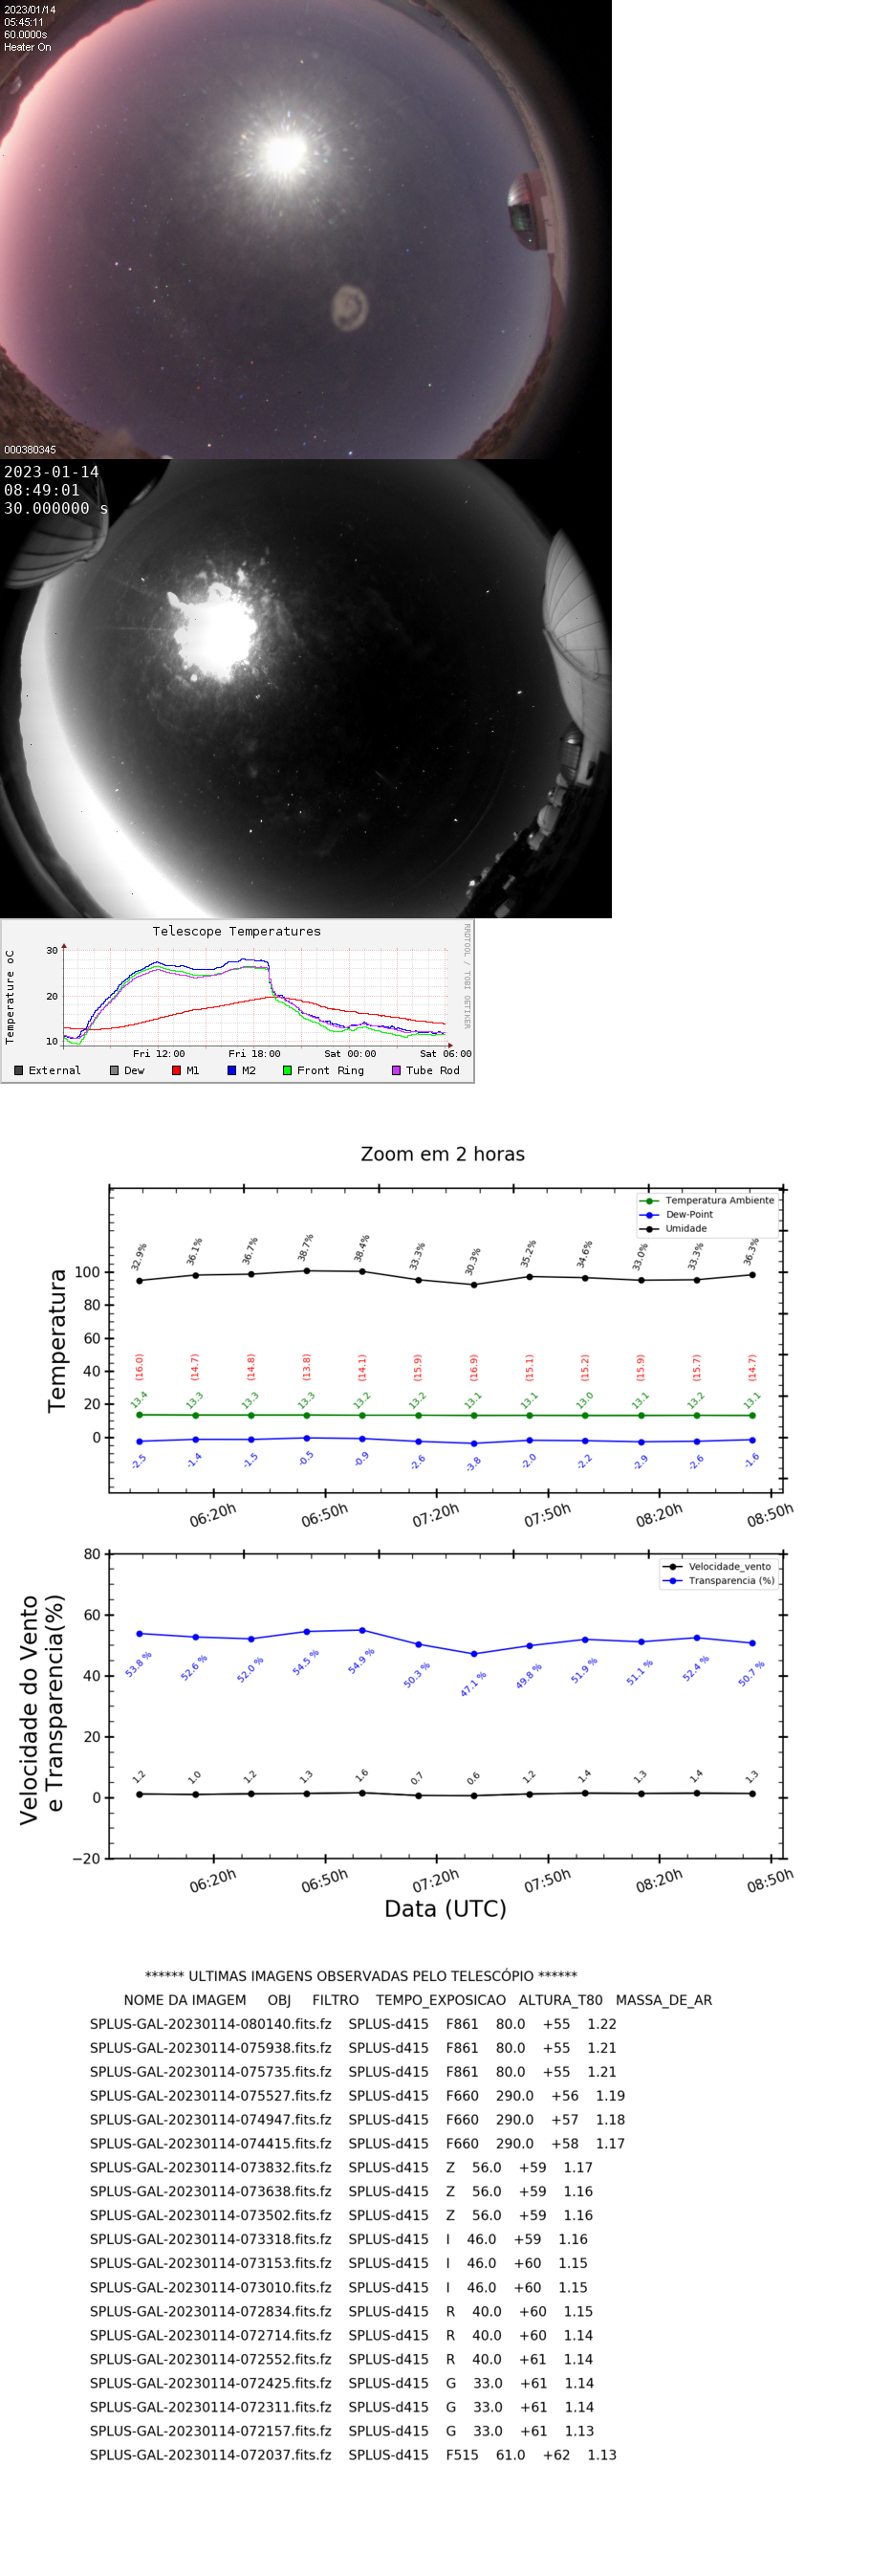 2023/01/14
05:45:11
60.0000s
Heater On
000380345
2023-01-14
08:49:01
30.000000 s
Telescope Temperatures
RRDTOOL / TOBI OETIKER
Temperature oC
30
20
10
Fri 12:00 Fri 18:00 Sat 00:00 Sat 06:00
External Dew M1 M2 Front Ring Tube Rod
Zoom em 2 horas
Temperatura Ambiente
Dew-Point
Umidade
Temperatura
100
80
60
40
20
0
32.9% 36.1% 36.7% 38.7% 38.4% 33.3% 30.3% 35.2% 34.6% 33.0% 33.3% 36.3%
(16.0) (14.7) (14.8) (13.8) (14.1) (15.9) (16.9) (15.1) (15.2) (15.9) (15.7) (14.7)
13.4 13.3 13.3 13.3 13.2 13.2 13.1 13.1 13.0 13.1 13.2 13.1
-2.5 -1.4 -1.5 -0.5 -0.9 -2.6 -3.8 -2.0 -2.2 -2.9 -2.6 -1.6
06:20h 06:50h 07:20h 07:50h 08:20h 08:50h
Velocidade_vento
Transparencia (%)
Velocidade do Vento
e Transparencia(%)
80
60
40
20
0
−20
53.8 % 52.6 % 52.0 % 54.5 % 54.9 % 50.3 % 47.1 % 49.8 % 51.9 % 51.1 % 52.4 % 50.7 %
1.2 1.0 1.2 1.3 1.6 0.7 0.6 1.2 1.4 1.3 1.4 1.3
06:20h 06:50h 07:20h 07:50h 08:20h 08:50h
Data (UTC)
****** ULTIMAS IMAGENS OBSERVADAS PELO TELESCÓPIO ******
NOME DA IMAGEM OBJ FILTRO TEMPO_EXPOSICAO ALTURA_T80 MASSA_DE_AR
SPLUS-GAL-20230114-080140.fits.fz SPLUS-d415 F861 80.0 +55 1.22
SPLUS-GAL-20230114-075938.fits.fz SPLUS-d415 F861 80.0 +55 1.21
SPLUS-GAL-20230114-075735.fits.fz SPLUS-d415 F861 80.0 +55 1.21
SPLUS-GAL-20230114-075527.fits.fz SPLUS-d415 F660 290.0 +56 1.19
SPLUS-GAL-20230114-074947.fits.fz SPLUS-d415 F660 290.0 +57 1.18
SPLUS-GAL-20230114-074415.fits.fz SPLUS-d415 F660 290.0 +58 1.17
SPLUS-GAL-20230114-073832.fits.fz SPLUS-d415 Z 56.0 +59 1.17
SPLUS-GAL-20230114-073638.fits.fz SPLUS-d415 Z 56.0 +59 1.16
SPLUS-GAL-20230114-073502.fits.fz SPLUS-d415 Z 56.0 +59 1.16
SPLUS-GAL-20230114-073318.fits.fz SPLUS-d415 I 46.0 +59 1.16
SPLUS-GAL-20230114-073153.fits.fz SPLUS-d415 I 46.0 +60 1.15
SPLUS-GAL-20230114-073010.fits.fz SPLUS-d415 I 46.0 +60 1.15
SPLUS-GAL-20230114-072834.fits.fz SPLUS-d415 R 40.0 +60 1.15
SPLUS-GAL-20230114-072714.fits.fz SPLUS-d415 R 40.0 +60 1.14
SPLUS-GAL-20230114-072552.fits.fz SPLUS-d415 R 40.0 +61 1.14
SPLUS-GAL-20230114-072425.fits.fz SPLUS-d415 G 33.0 +61 1.14
SPLUS-GAL-20230114-072311.fits.fz SPLUS-d415 G 33.0 +61 1.14
SPLUS-GAL-20230114-072157.fits.fz SPLUS-d415 G 33.0 +61 1.13
SPLUS-GAL-20230114-072037.fits.fz SPLUS-d415 F515 61.0 +62 1.13